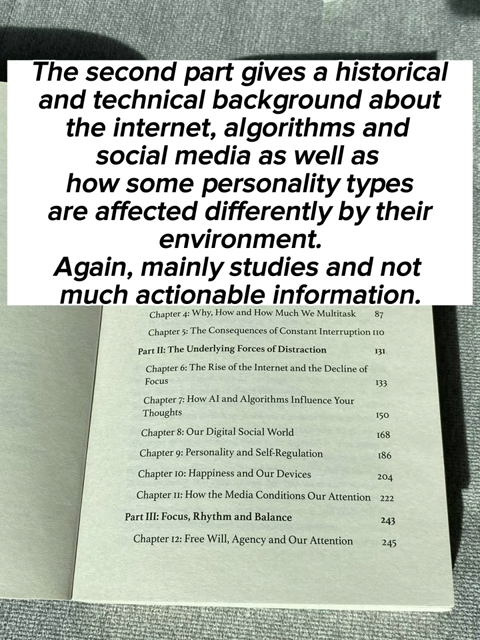 The second part gives a historical
and technical background about
the internet, algorithms and
social media as well as
how some personality types
are affected differently by their
environment.
Again, mainly studies and not
much actionable information.
Chapter 4: Why, How and How Much We Multitask 87
Chapter 5: The Consequences of Constant Interruption 110
Part II: The Underlying Forces of Distraction 131
Chapter 6: The Rise of the Internet and the Decline of
Focus 133
Chapter 7: How AI and Algorithms Influence Your
Thoughts 150
Chapter 8: Our Digital Social World 168
Chapter 9: Personality and Self-Regulation 186
Chapter 10: Happiness and Our Devices 204
Chapter 11: How the Media Conditions Our Attention 222
Part III: Focus, Rhythm and Balance 243
Chapter 12: Free Will, Agency and Our Attention 245